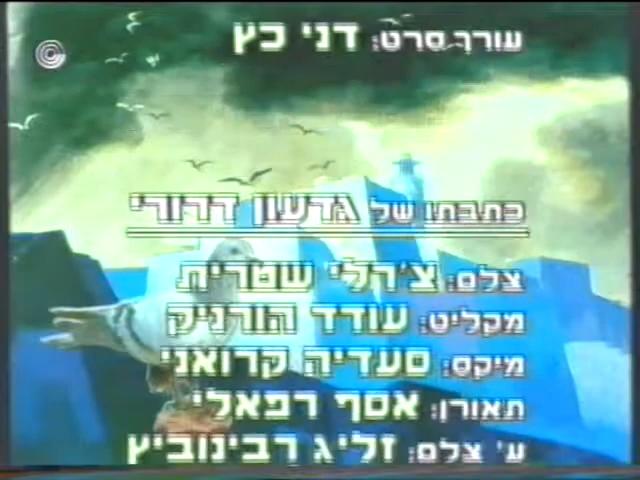 עורך סרט: דני כץ
כתבתו של גדעון דרורי
צלם: צ'רלי שטרית
מקליט: עודד הורניק
מיקס: סעדיה קרואני
תאורן: אסף רפאלי
ע' צלם: זליג רבינוביץ